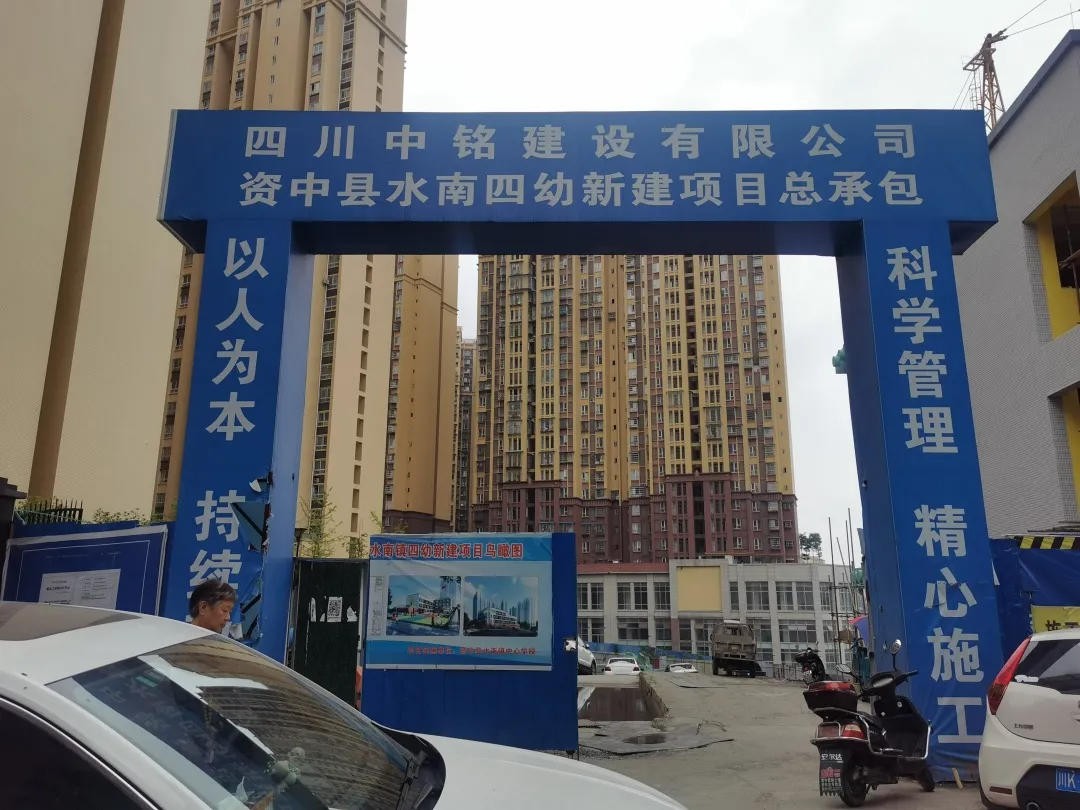 四川中铭建设有限公司
资中县水南四幼新建项目总承包
以人为本 持续
科学管理 精心施工
水南镇四幼新建项目鸟瞰图
川K